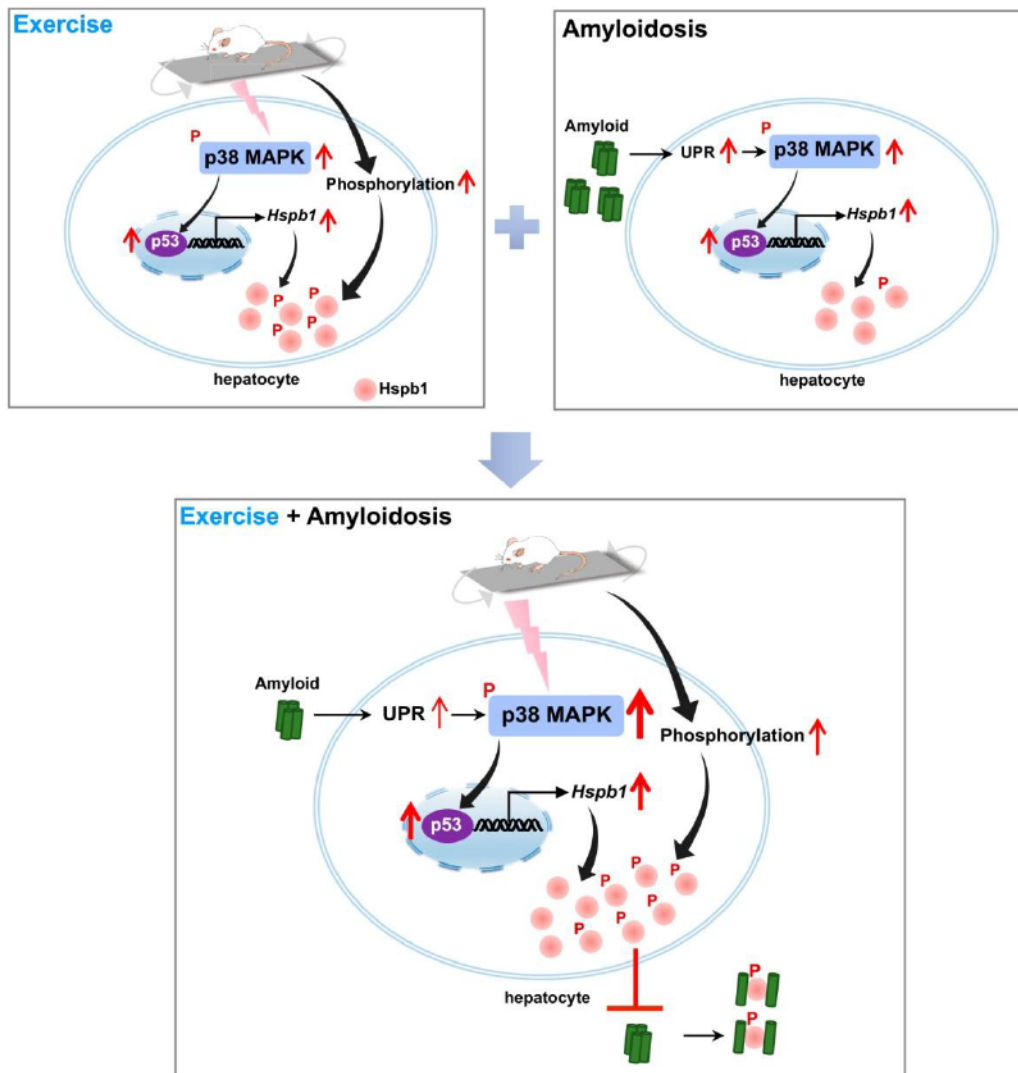 Exercise
P
p38 MAPK
Phosphorylation
Hspb1
p53
P
P
P
P
P
hepatocyte
Hspb1
Amyloidosis
Amyloid
P
UPR
p38 MAPK
Hspb1
p53
P
hepatocyte
Exercise + Amyloidosis
Amyloid
P
UPR
p38 MAPK
Phosphorylation
Hspb1
p53
P
P
P
P
P
P
hepatocyte
P
P